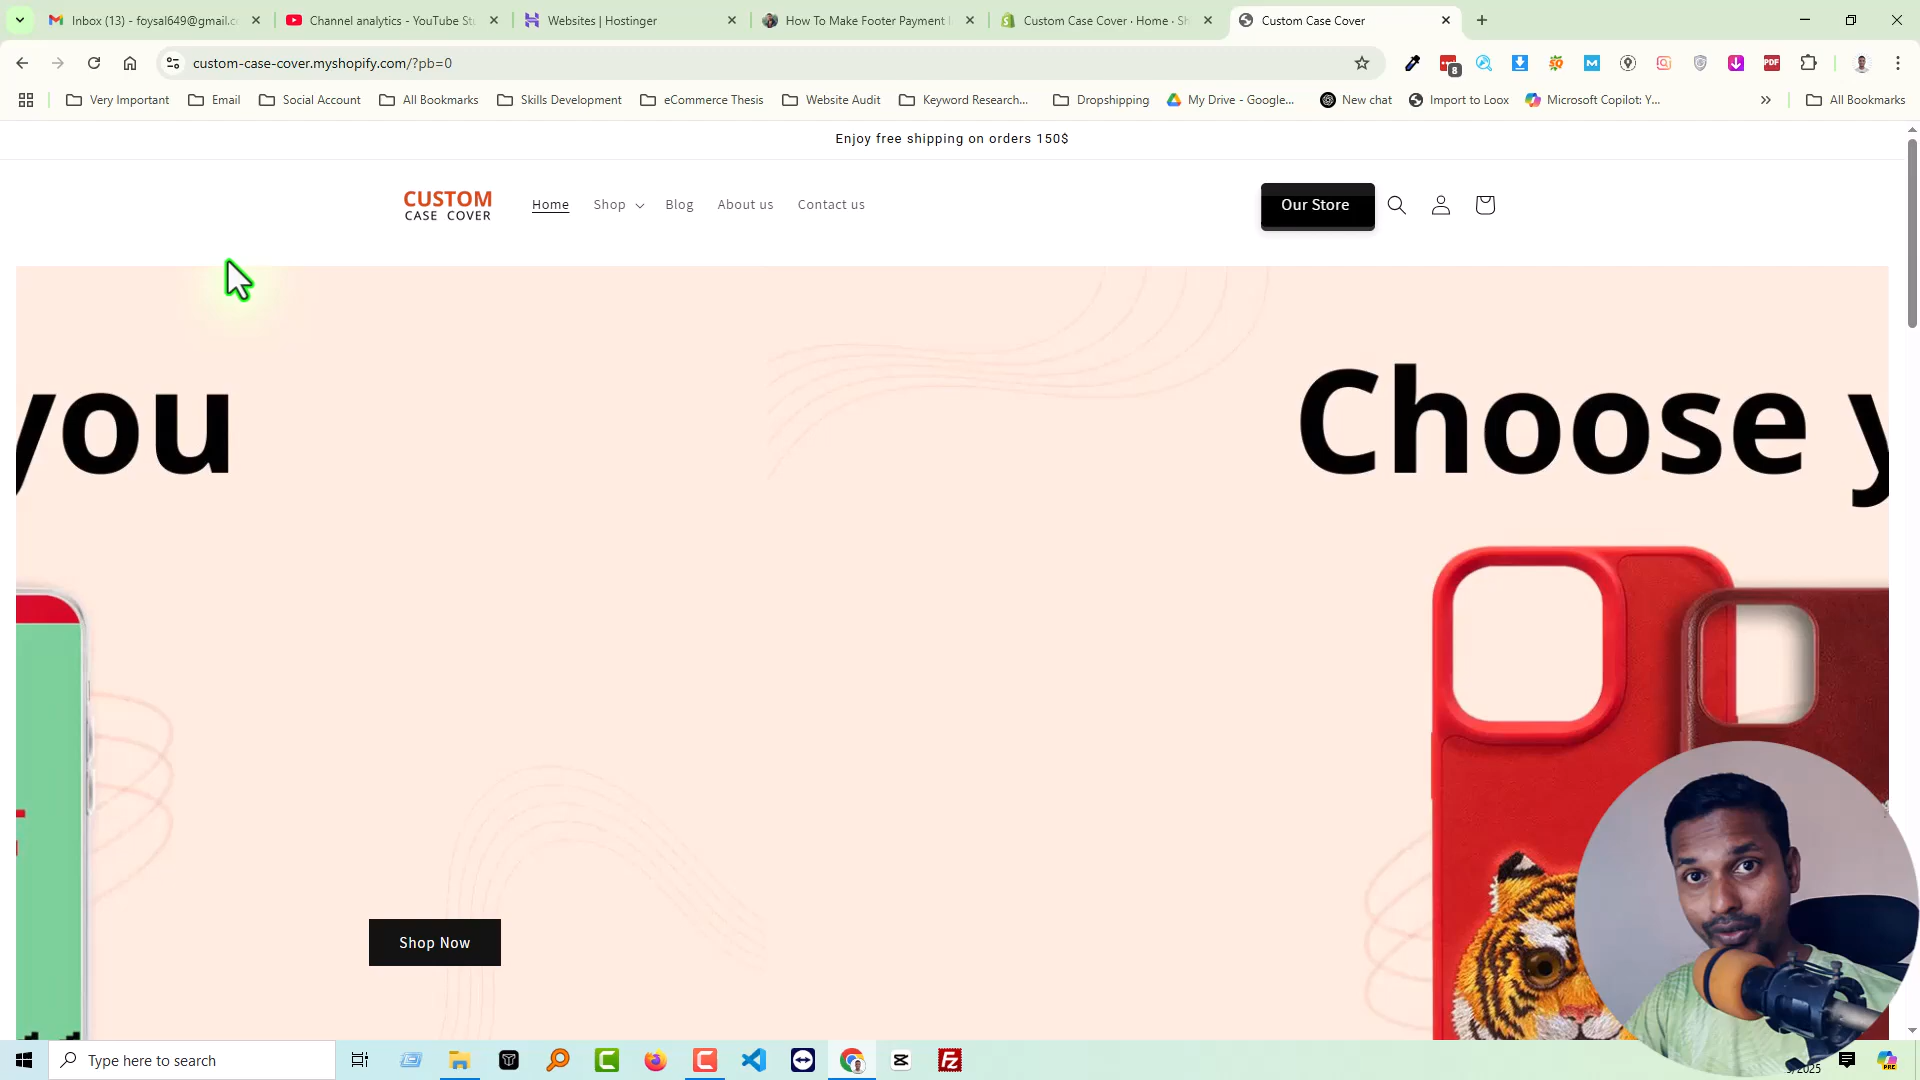 Inbox (13) - foysal649@gmail.c
Channel analytics - YouTube Stu
Websites | Hostinger
How To Make Footer Payment I
Custom Case Cover · Home · Sh
Custom Case Cover
custom-case-cover.myshopify.com/?pb=0
8
PDF
Very Important
Email
Social Account
All Bookmarks
Skills Development
eCommerce Thesis
Website Audit
Keyword Research...
Dropshipping
My Drive - Google...
New chat
Import to Loox
Microsoft Copilot: Y...
All Bookmarks
Enjoy free shipping on orders 150$
CUSTOM
CASE COVER
Home
Shop
Blog
About us
Contact us
Our Store
you
Choose y
Shop Now
Type here to search
/2025